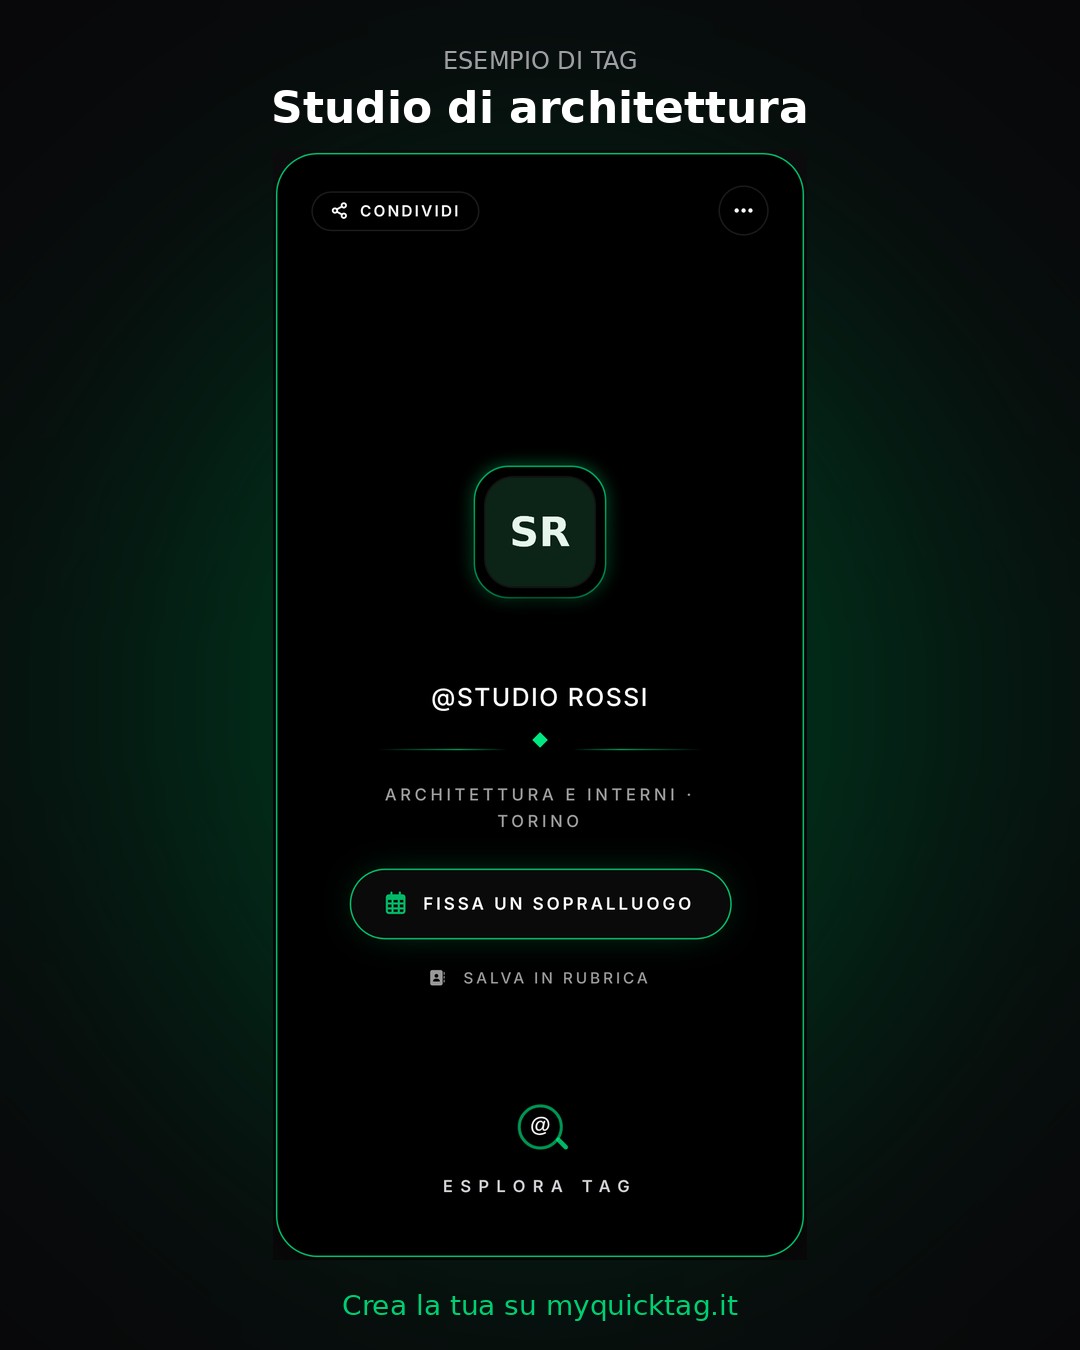 ESEMPIO DI TAG
Studio di architettura
CONDIVIDI
SR
@STUDIO ROSSI
ARCHITETTURA E INTERNI ·
TORINO
FISSA UN SOPRALLUOGO
SALVA IN RUBRICA
@
ESPLORA TAG
Crea la tua su myquicktag.it